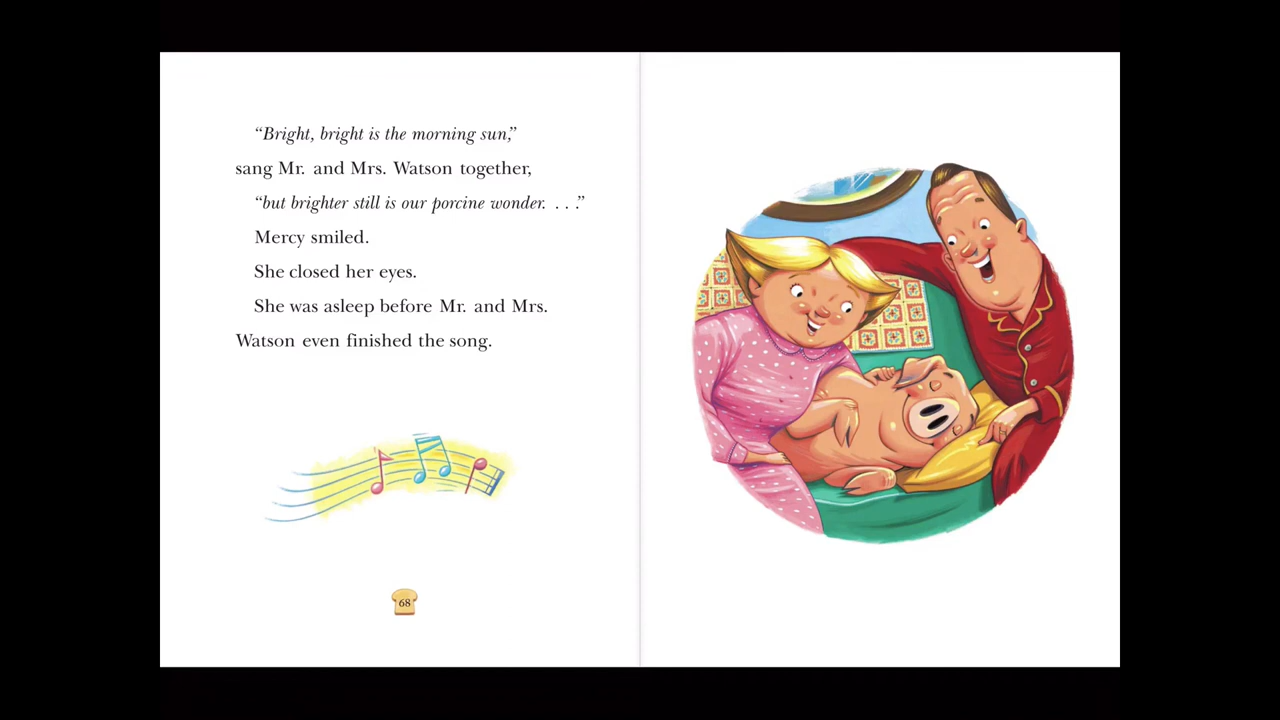 “Bright, bright is the morning sun,”
sang Mr. and Mrs. Watson together,
“but brighter still is our porcine wonder. . . .”
Mercy smiled.
She closed her eyes.
She was asleep before Mr. and Mrs.
Watson even finished the song.
68